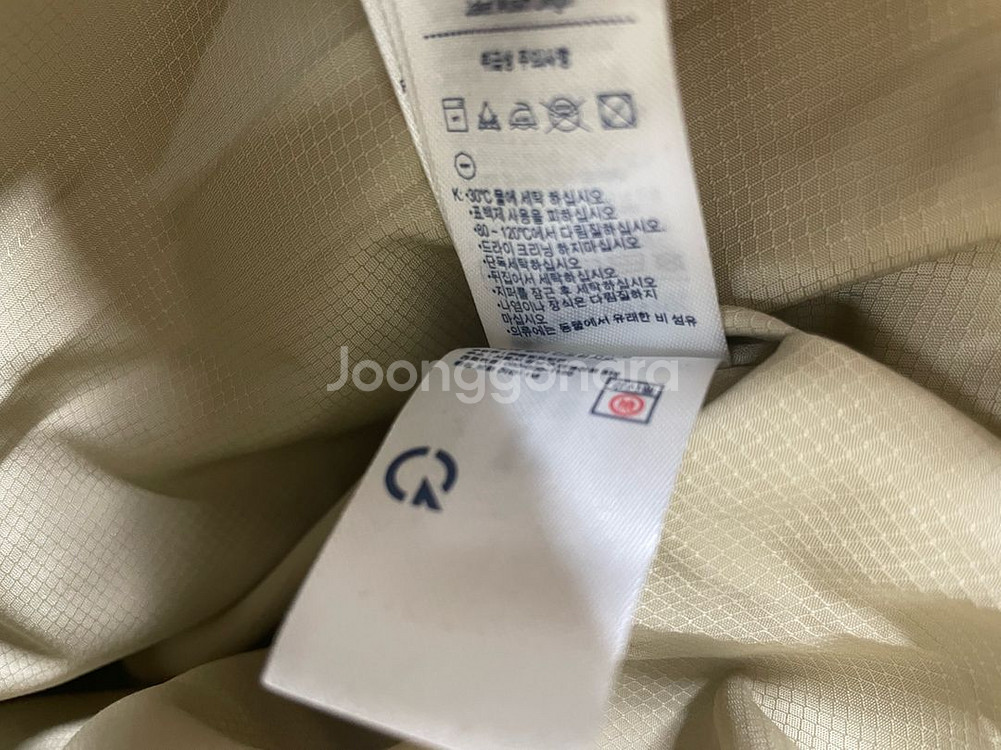 취급상 주의사항
K: •30℃ 물에 세탁 하십시오.
•표백제 사용을 피하십시오.
•80 ~ 120℃에서 다림질하십시오.
•드라이 크리닝 하지마십시오
•단독세탁하십시오
•뒤집어서 세탁하십시오
•지퍼를 잠근 후 세탁하십시오
•나염이나 장식은 다림질하지
마십시오
•의류에는 동물에서 유래한 비 섬유
Joonggonara